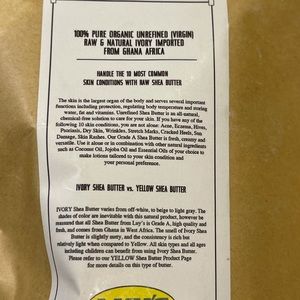 100% PURE ORGANIC UNREFINED (VIRGIN)
RAW & NATURAL IVORY IMPORTED
FROM GHANA AFRICA
HANDLE THE 10 MOST COMMON
SKIN CONDITIONS WITH RAW SHEA BUTTER
The skin is the largest organ of the body and serves several important
functions including protection, regulating body temperature and storing
water, fat and vitamins. Unrefined Shea Butter is an all-natural,
chemical-free solution to care for your skin. If you have any of the
following 10 skin conditions, you are not alone: Acne, Eczema, Hives,
Psoriasis, Dry Skin, Wrinkles, Stretch Marks, Cracked Heels, Sun
Damage, Skin Rashes. Our Grade A Shea Butter is fresh, creamy and
versatile. Use it alone or in combination with other natural ingredients
such as Coconut oil, Jojoba Oil and Essential Oils of your choice to
make lotions tailored to your skin condition and
your personal preference.
IVORY SHEA BUTTER vs. YELLOW SHEA BUTTER
IVORY Shea Butter varies from off-white, to beige to light gray. The
shades of color are inevitable with this natural product, however be
reassured that all Shea Butter from Luv's is Grade A, high quality and
fresh, and comes from Ghana in West Africa. The smell of Ivory Shea
Butter is slightly nutty, and the consistency is rich but
relatively light when compared to Yellow. All skin types and all ages
including children can benefit from using Ivory Shea Butter.
Please refer to our YELLOW Shea Butter Product Page
for more details on this type of butter.